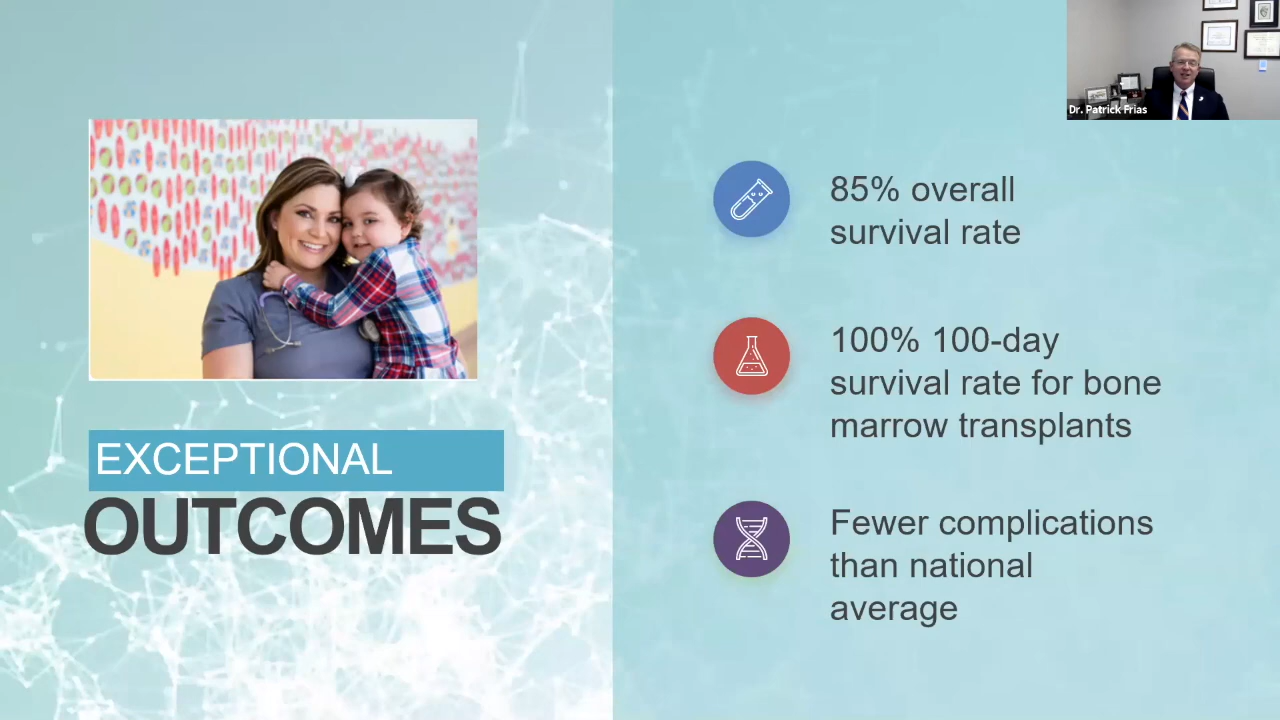 Dr. Patrick Frias
EXCEPTIONAL
OUTCOMES
85% overall
survival rate
100% 100-day
survival rate for bone
marrow transplants
Fewer complications
than national
average